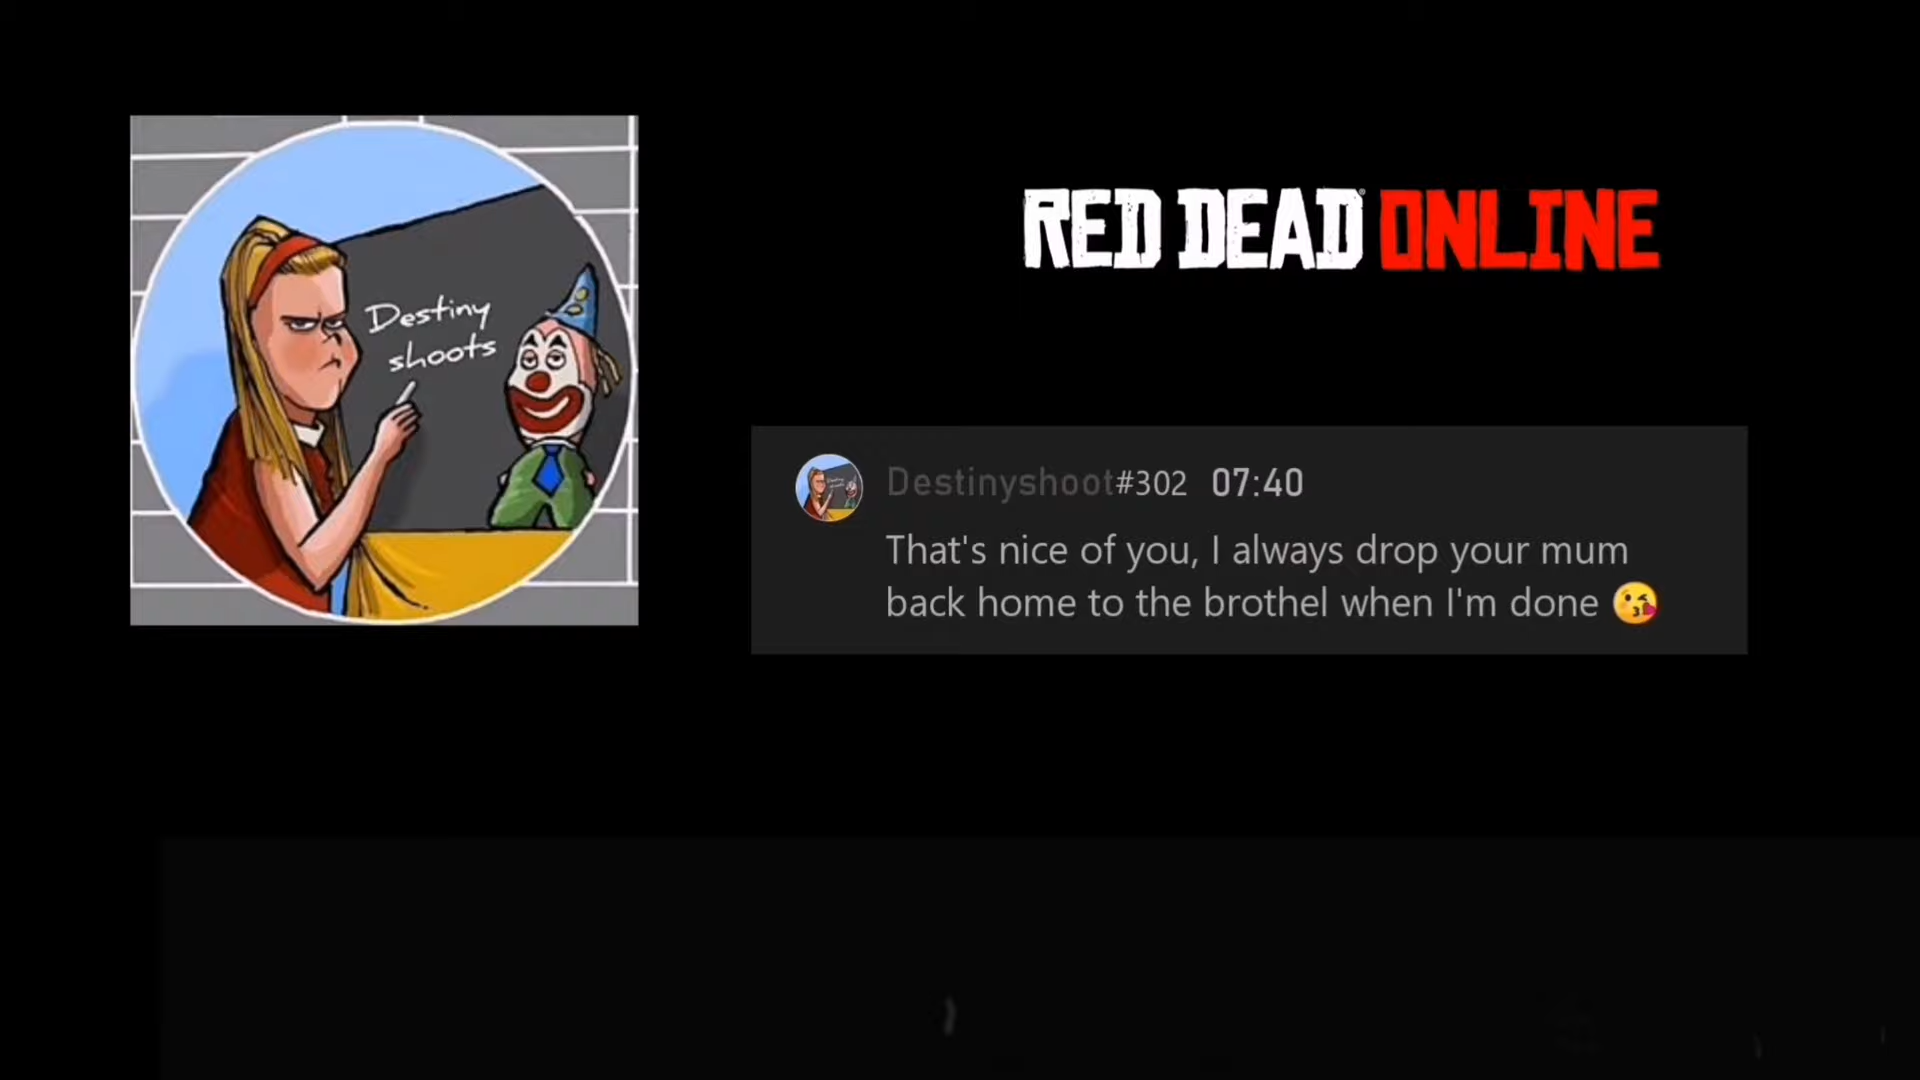 Destiny
shoots
RED DEAD ONLINE
Destinyshoot#302 07:40
That's nice of you, I always drop your mum
back home to the brothel when I'm done 😘